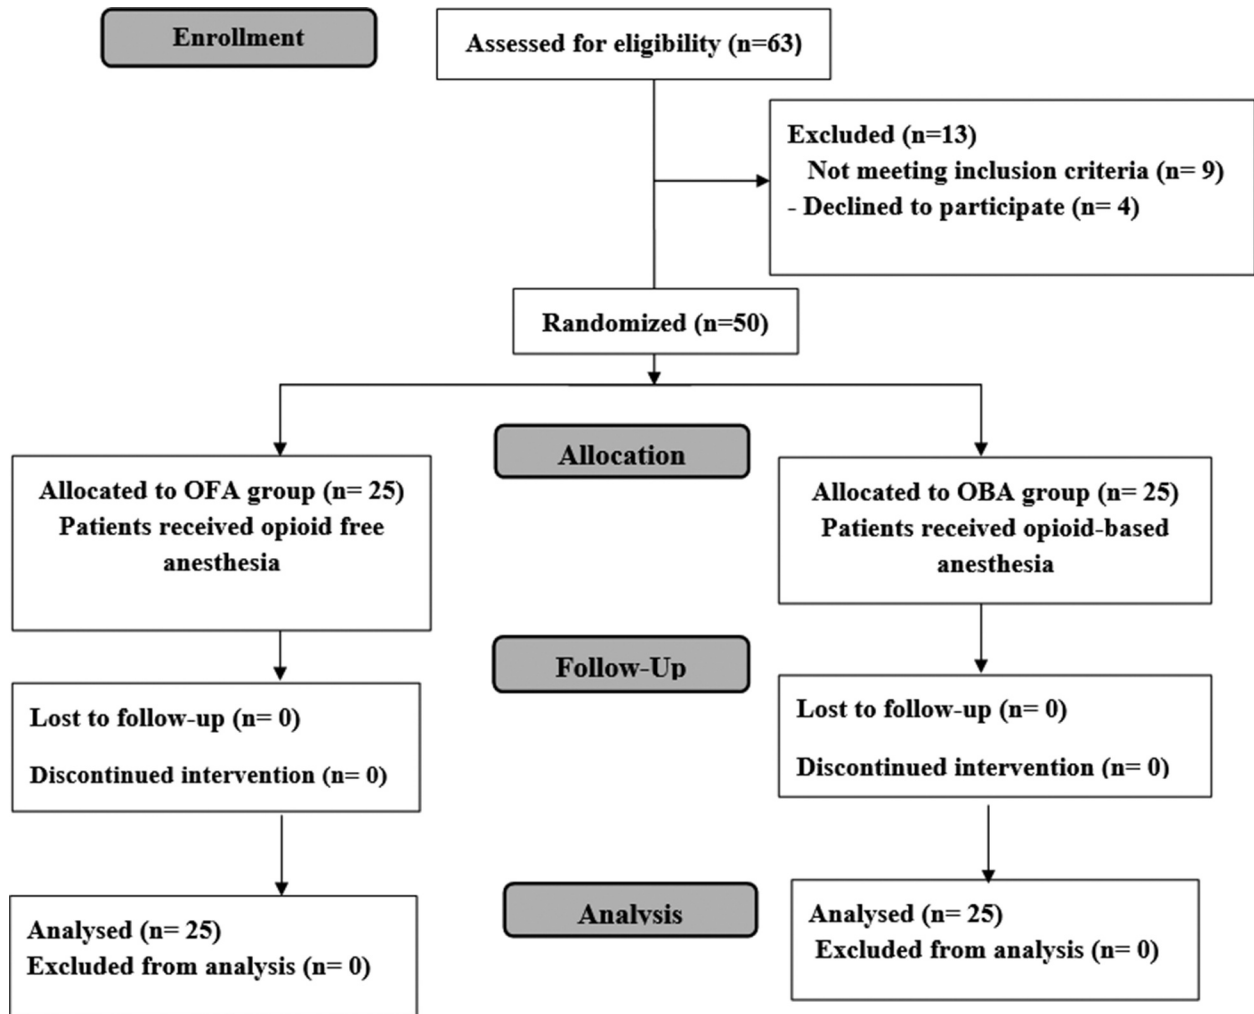 Enrollment
Assessed for eligibility (n=63)
Excluded (n=13)
Not meeting inclusion criteria (n= 9)
- Declined to participate (n= 4)
Randomized (n=50)
Allocation
Allocated to OFA group (n= 25)
Patients received opioid free
anesthesia
Allocated to OBA group (n= 25)
Patients received opioid-based
anesthesia
Follow-Up
Lost to follow-up (n= 0)
Discontinued intervention (n= 0)
Lost to follow-up (n= 0)
Discontinued intervention (n= 0)
Analysis
Analysed (n= 25)
Excluded from analysis (n= 0)
Analysed (n= 25)
Excluded from analysis (n= 0)